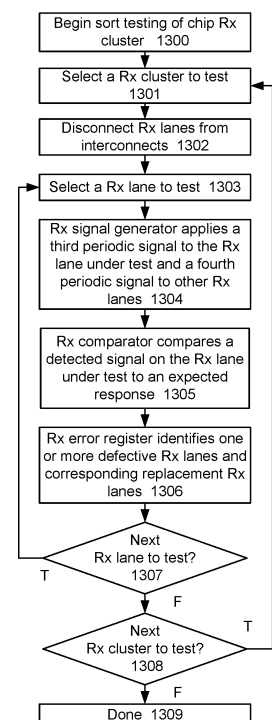 Begin sort testing of chip Rx
cluster 1300
Select a Rx cluster to test
1301
Disconnect Rx lanes from
interconnects 1302
Select a Rx lane to test 1303
Rx signal generator applies a
third periodic signal to the Rx
lane under test and a fourth
periodic signal to other Rx
lanes 1304
Rx comparator compares a
detected signal on the Rx lane
under test to an expected
response 1305
Rx error register identifies one
or more defective Rx lanes and
corresponding replacement Rx
lanes 1306
Next
Rx lane to test?
1307
T
F
Next
Rx cluster to test?
1308
T
F
Done 1309